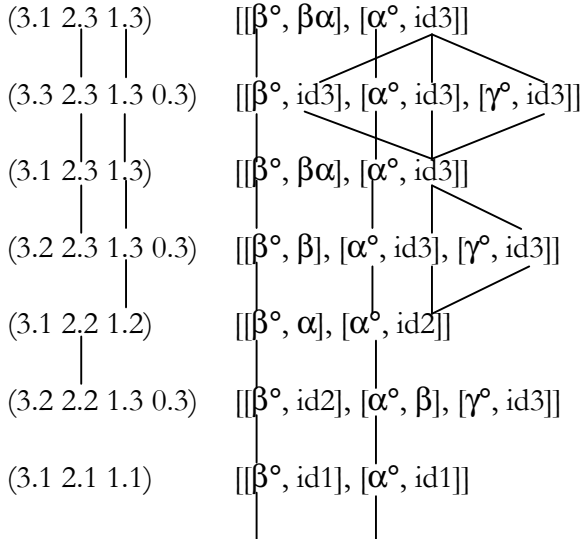 (3.1 2.3 1.3) [[β°, βα], [α°, id3]]
(3.3 2.3 1.3 0.3) [[β°, id3], [α°, id3], [γ°, id3]]
(3.1 2.3 1.3) [[β°, βα], [α°, id3]]
(3.2 2.3 1.3 0.3) [[β°, β], [α°, id3], [γ°, id3]]
(3.1 2.2 1.2) [[β°, α], [α°, id2]]
(3.2 2.2 1.3 0.3) [[β°, id2], [α°, β], [γ°, id3]]
(3.1 2.1 1.1) [[β°, id1], [α°, id1]]